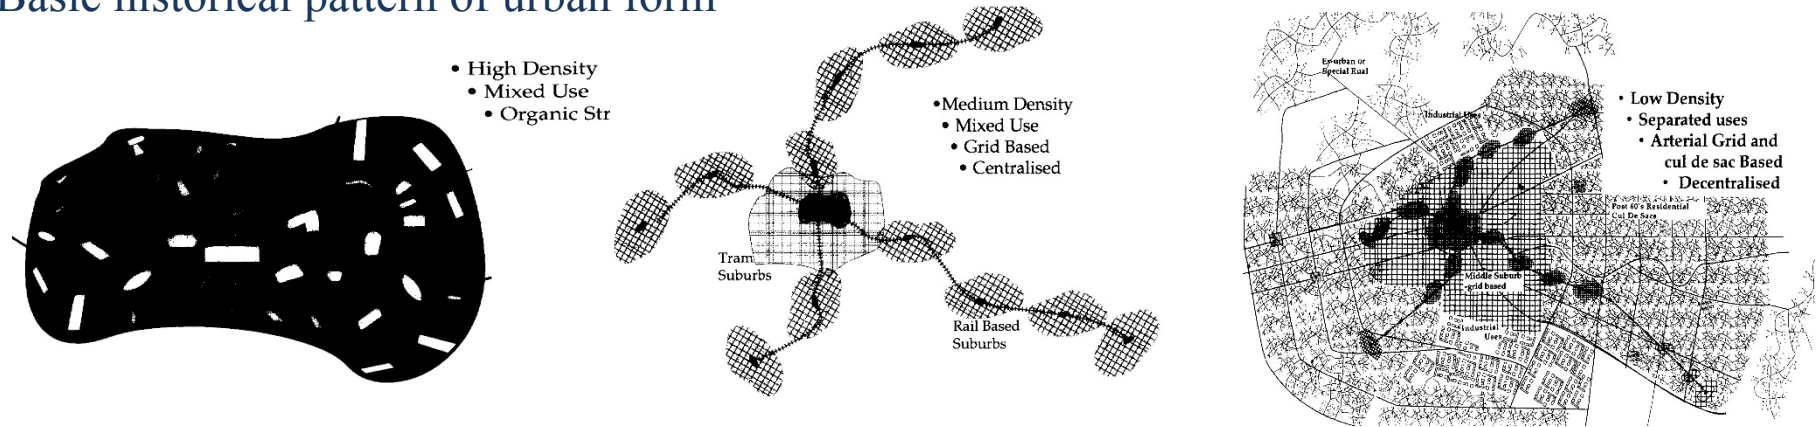 Basic historical pattern of urban form
• High Density
• Mixed Use
• Organic Str
•Medium Density
• Mixed Use
• Grid Based
• Centralised
Tram
Suburbs
Rail Based
Suburbs
Ex-urban or
Special Rual
Industrial Uses
• Low Density
• Separated uses
• Arterial Grid and
cul de sac Based
• Decentralised
Post 60's Residential
Cul De Sacs
Middle Suburb
-grid based
Industrial
Uses